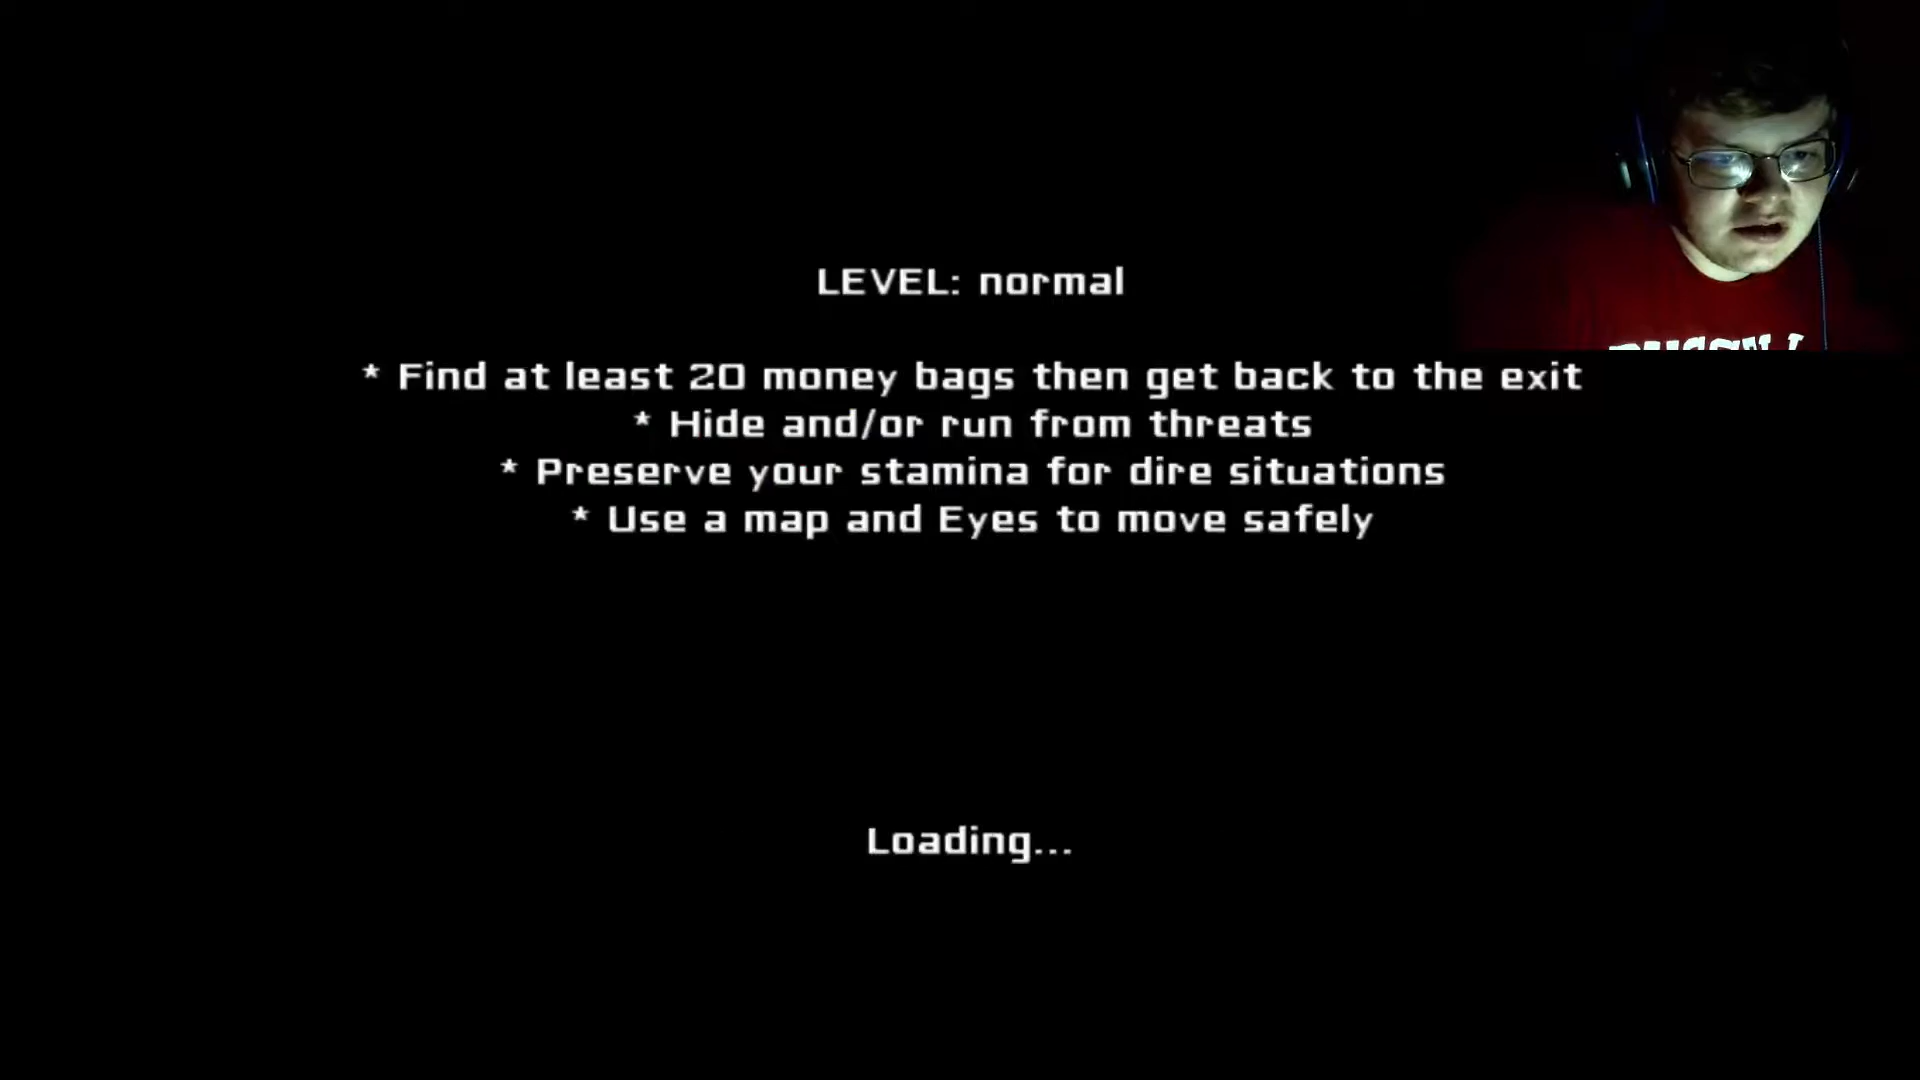 LEVEL: normal
* Find at least 20 money bags then get back to the exit
* Hide and/or run from threats
* Preserve your stamina for dire situations
* Use a map and Eyes to move safely
Loading...